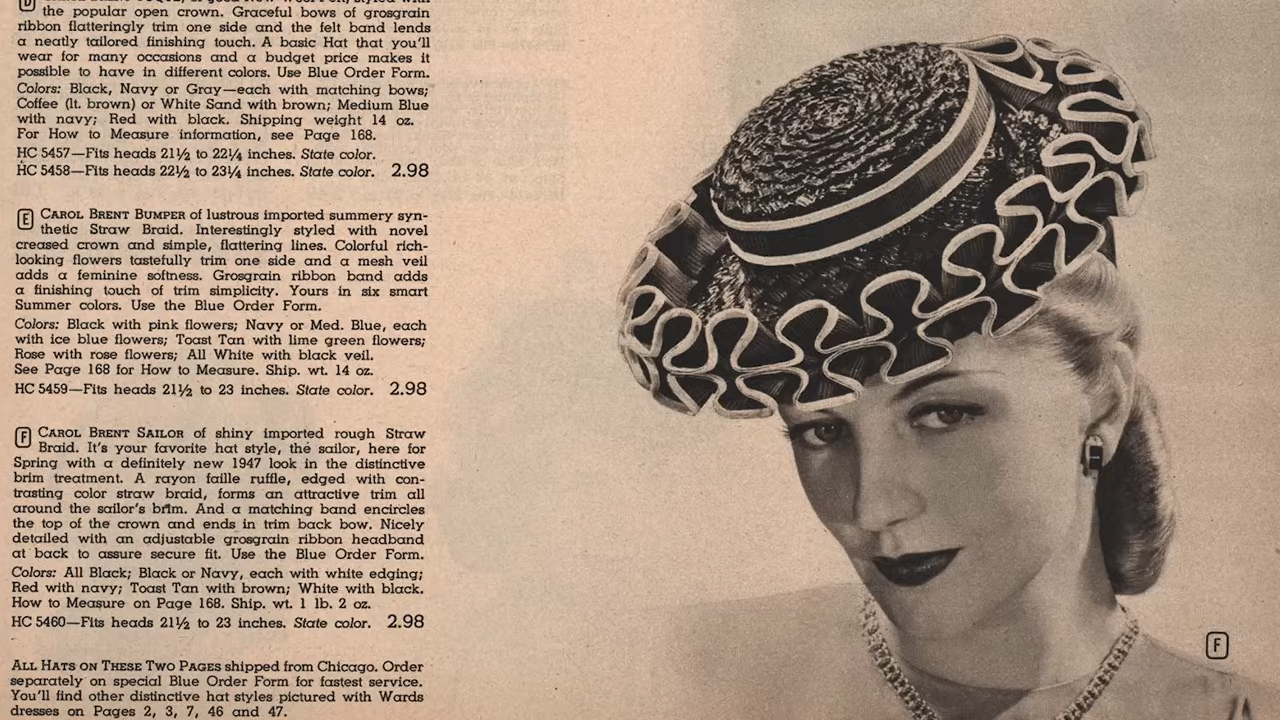 D Carol Brent of good New Wool Felt, styled with
the popular open crown. Graceful bows of grosgrain
ribbon flatteringly trim one side and the felt band lends
a neatly tailored finishing touch. A basic Hat that you'll
wear for many occasions and a budget price makes it
possible to have in different colors. Use Blue Order Form.
Colors: Black, Navy or Gray—each with matching bows;
Coffee (lt. brown) or White Sand with brown; Medium Blue
with navy; Red with black. Shipping weight 14 oz.
For How to Measure information, see Page 168.
HC 5457—Fits heads 21½ to 22¼ inches. State color.
HC 5458—Fits heads 22½ to 23¼ inches. State color. 2.98
E Carol Brent Bumper of lustrous imported summery syn-
thetic Straw Braid. Interestingly styled with novel
creased crown and simple, flattering lines. Colorful rich-
looking flowers tastefully trim one side and a mesh veil
adds a feminine softness. Grosgrain ribbon band adds
a finishing touch of trim simplicity. Yours in six smart
Summer colors. Use the Blue Order Form.
Colors: Black with pink flowers; Navy or Med. Blue, each
with ice blue flowers; Toast Tan with lime green flowers;
Rose with rose flowers; All White with black veil.
See Page 168 for How to Measure. Ship. wt. 14 oz.
HC 5459—Fits heads 21½ to 23 inches. State color. 2.98
F Carol Brent Sailor of shiny imported rough Straw
Braid. It's your favorite hat style, the sailor, here for
Spring with a definitely new 1947 look in the distinctive
brim treatment. A rayon faille ruffle, edged with con-
trasting color straw braid, forms an attractive trim all
around the sailor's brim. And a matching band encircles
the top of the crown and ends in trim back bow. Nicely
detailed with an adjustable grosgrain ribbon headband
at back to assure secure fit. Use the Blue Order Form.
Colors: All Black; Black or Navy, each with white edging;
Red with navy; Toast Tan with brown; White with black.
How to Measure on Page 168. Ship. wt. 1 lb. 2 oz.
HC 5460—Fits heads 21½ to 23 inches. State color. 2.98
All Hats on These Two Pages shipped from Chicago. Order
separately on special Blue Order Form for fastest service.
You'll find other distinctive hat styles pictured with Wards
dresses on Pages 2, 3, 7, 46 and 47.
F